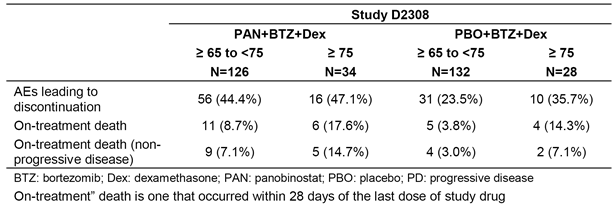 Study D2308
PAN+BTZ+Dex PBO+BTZ+Dex
≥ 65 to <75 ≥ 75 ≥ 65 to <75 ≥ 75
N=126 N=34 N=132 N=28
AEs leading to
discontinuation 56 (44.4%) 16 (47.1%) 31 (23.5%) 10 (35.7%)
On-treatment death 11 (8.7%) 6 (17.6%) 5 (3.8%) 4 (14.3%)
On-treatment death (non-
progressive disease) 9 (7.1%) 5 (14.7%) 4 (3.0%) 2 (7.1%)
BTZ: bortezomib; Dex: dexamethasone; PAN: panobinostat; PBO: placebo; PD: progressive disease
On-treatment” death is one that occurred within 28 days of the last dose of study drug